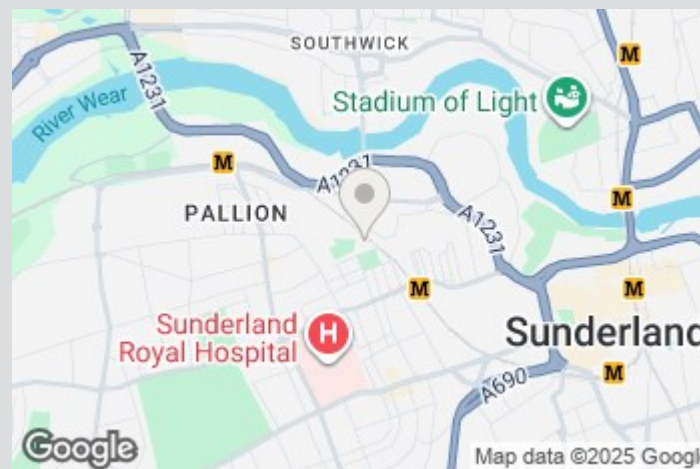 SOUTHWICK
M
A1231
River Wear
Stadium of Light
M
A1231
PALLION
A1231
M
M
Sunderland
Royal Hospital
H
M
Sunderland
A690
M
Google
Map data ©2025 Googl